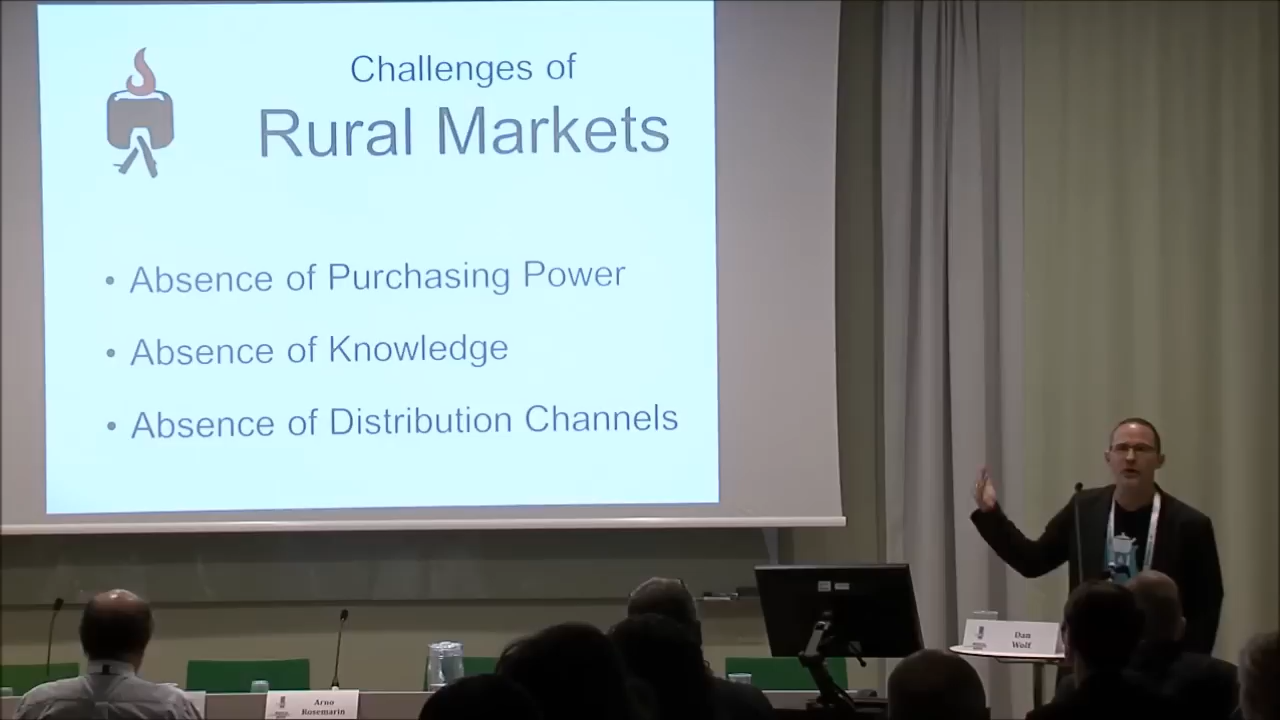 Challenges of
Rural Markets
• Absence of Purchasing Power
• Absence of Knowledge
• Absence of Distribution Channels
Dan
Wolf
Arno
Rosemarin